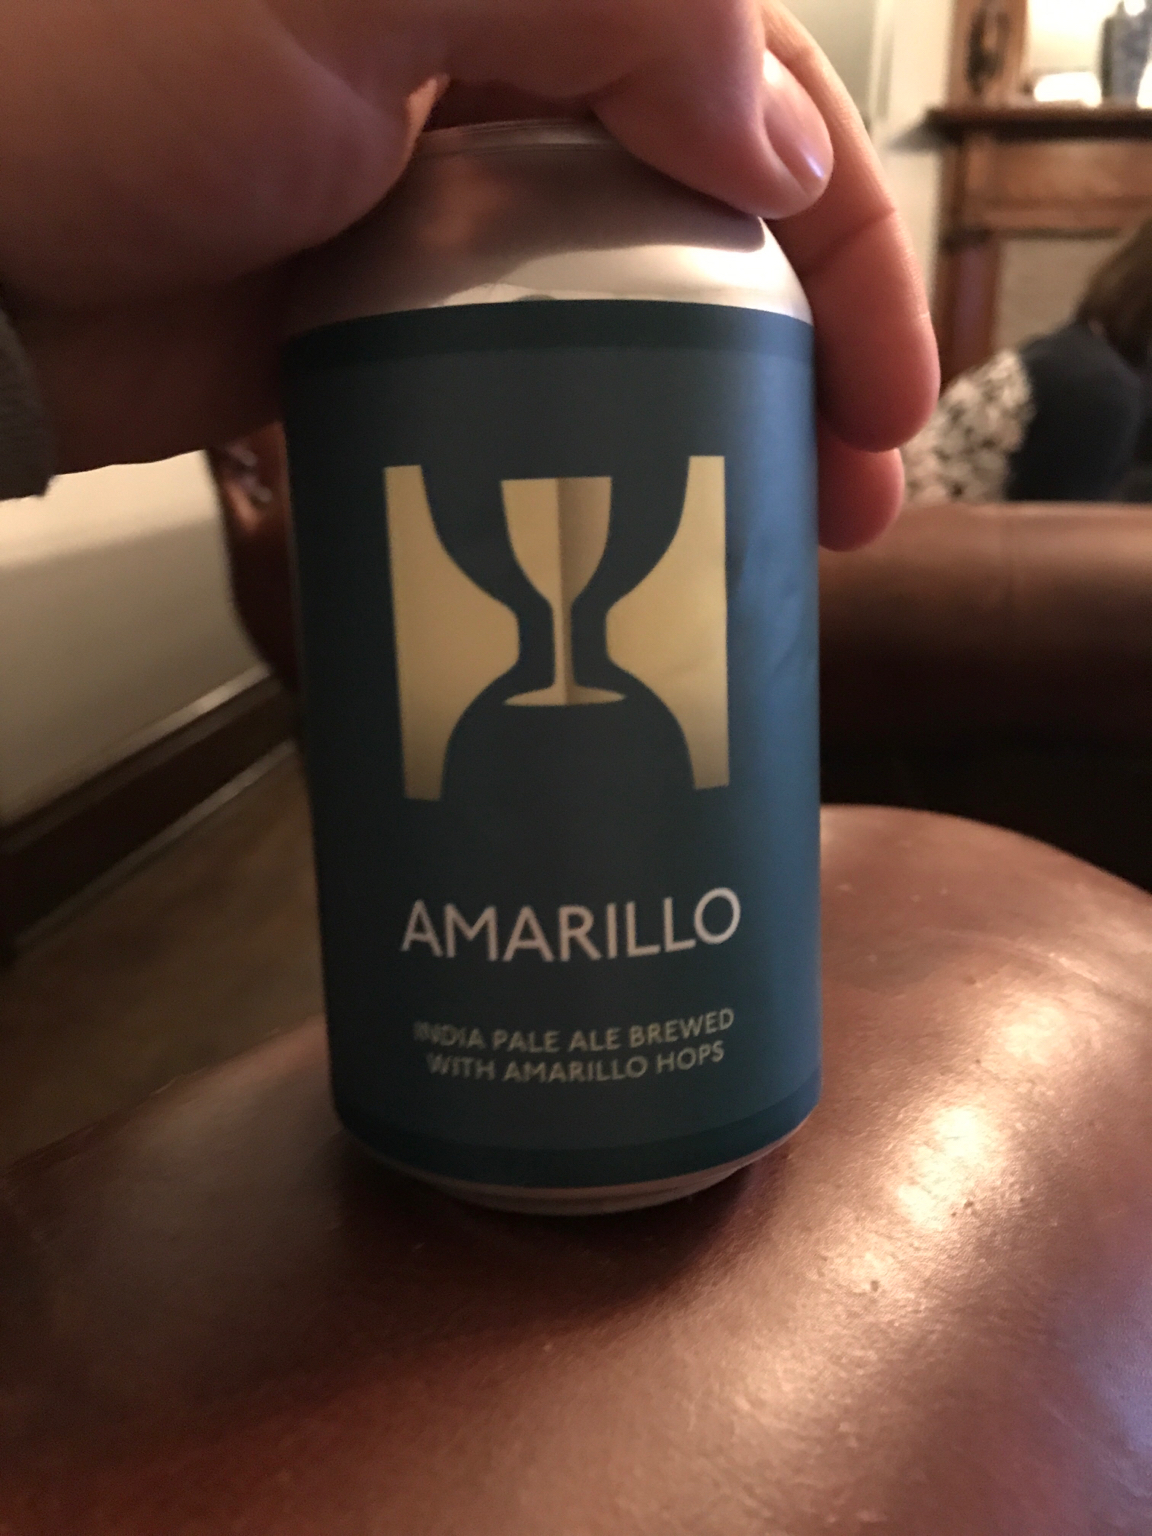 AMARILLO
INDIA PALE ALE BREWED
WITH AMARILLO HOPS